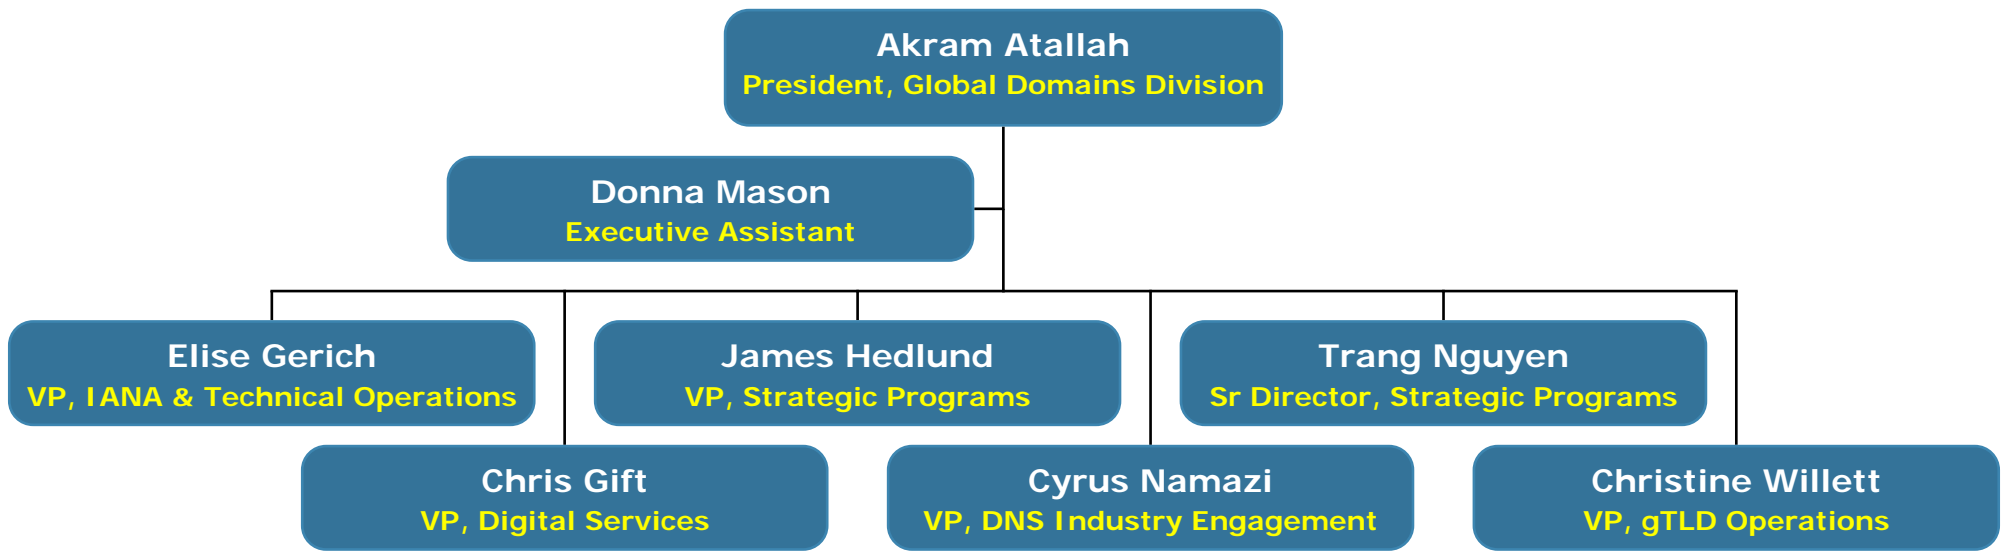 Akram Atallah
President, Global Domains Division
Donna Mason
Executive Assistant
Elise Gerich
VP, IANA & Technical Operations
James Hedlund
VP, Strategic Programs
Trang Nguyen
Sr Director, Strategic Programs
Chris Gift
VP, Digital Services
Cyrus Namazi
VP, DNS Industry Engagement
Christine Willett
VP, gTLD Operations